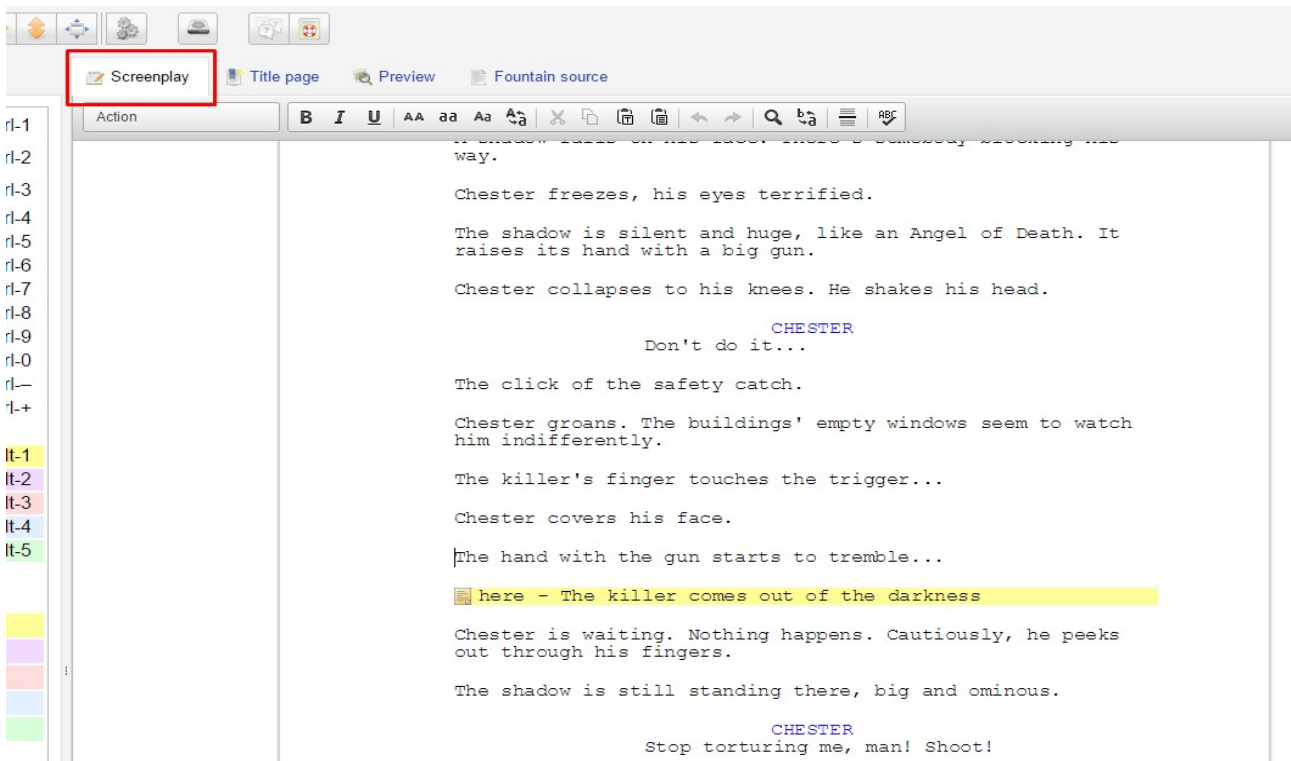 Screenplay
Title page
Preview
Fountain source
Action
B I U AA aa Aa
ABC
rl-1
rl-2
rl-3
rl-4
rl-5
rl-6
rl-7
rl-8
rl-9
rl-0
rl-–
rl-+
lt-1
lt-2
lt-3
lt-4
lt-5
way.
Chester freezes, his eyes terrified.
The shadow is silent and huge, like an Angel of Death. It
raises its hand with a big gun.
Chester collapses to his knees. He shakes his head.
CHESTER
Don't do it...
The click of the safety catch.
Chester groans. The buildings' empty windows seem to watch
him indifferently.
The killer's finger touches the trigger...
Chester covers his face.
The hand with the gun starts to tremble...
here - The killer comes out of the darkness
Chester is waiting. Nothing happens. Cautiously, he peeks
out through his fingers.
The shadow is still standing there, big and ominous.
CHESTER
Stop torturing me, man! Shoot!